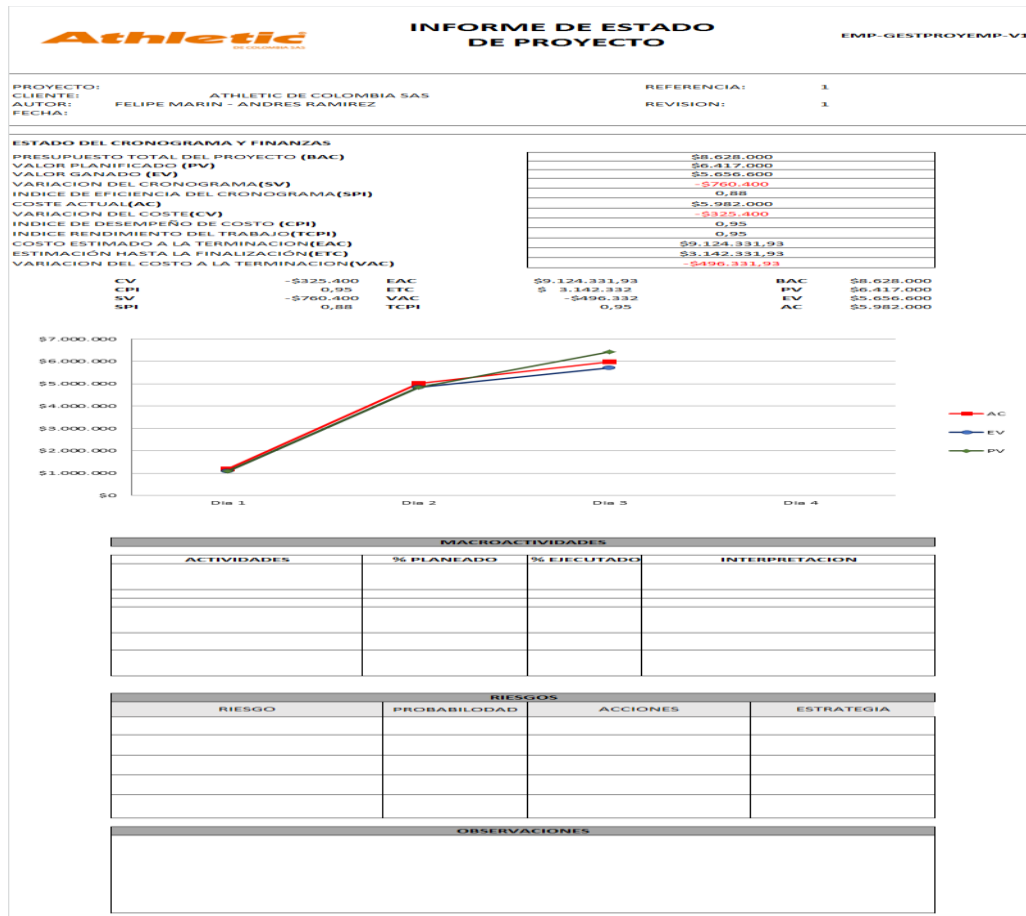 Athletic
DE COLOMBIA SAS
INFORME DE ESTADO
DE PROYECTO
EMP-GESTPROYEMP-V1
PROYECTO:
REFERENCIA: 1
CLIENTE: ATHLETIC DE COLOMBIA SAS
AUTOR: FELIPE MARIN - ANDRES RAMIREZ
REVISION: 1
FECHA:
ESTADO DEL CRONOGRAMA Y FINANZAS
PRESUPUESTO TOTAL DEL PROYECTO (BAC) $8.628.000
VALOR PLANIFICADO (PV) $6.417.000
VALOR GANADO (EV) $5.656.600
VARIACION DEL CRONOGRAMA(SV) -$760.400
INDICE DE EFICIENCIA DEL CRONOGRAMA(SPI) 0,88
COSTE ACTUAL(AC) $5.982.000
VARIACION DEL COSTE(CV) -$325.400
INDICE DE DESEMPEÑO DE COSTO (CPI) 0,95
INDICE RENDIMIENTO DEL TRABAJO(TCPI) 0,95
COSTO ESTIMADO A LA TERMINACION(EAC) $9.124.331,93
ESTIMACIÓN HASTA LA FINALIZACIÓN(ETC) $3.142.331,93
VARIACION DEL COSTO A LA TERMINACION(VAC) -$496.331,93
CV -$325.400 EAC $9.124.331,93 BAC $8.628.000
CPI 0,95 ETC $ 3.142.332 PV $6.417.000
SV -$760.400 VAC -$496.332 EV $5.656.600
SPI 0,88 TCPI 0,95 AC $5.982.000
$7.000.000
$6.000.000
$5.000.000
$4.000.000
$3.000.000
$2.000.000
$1.000.000
$0
Dia 1 Dia 2 Dia 3 Dia 4
AC
EV
PV
MACROACTIVIDADES
ACTIVIDADES % PLANEADO % EJECUTADO INTERPRETACION
RIESGOS
RIESGO PROBABILODAD ACCIONES ESTRATEGIA
OBSERVACIONES